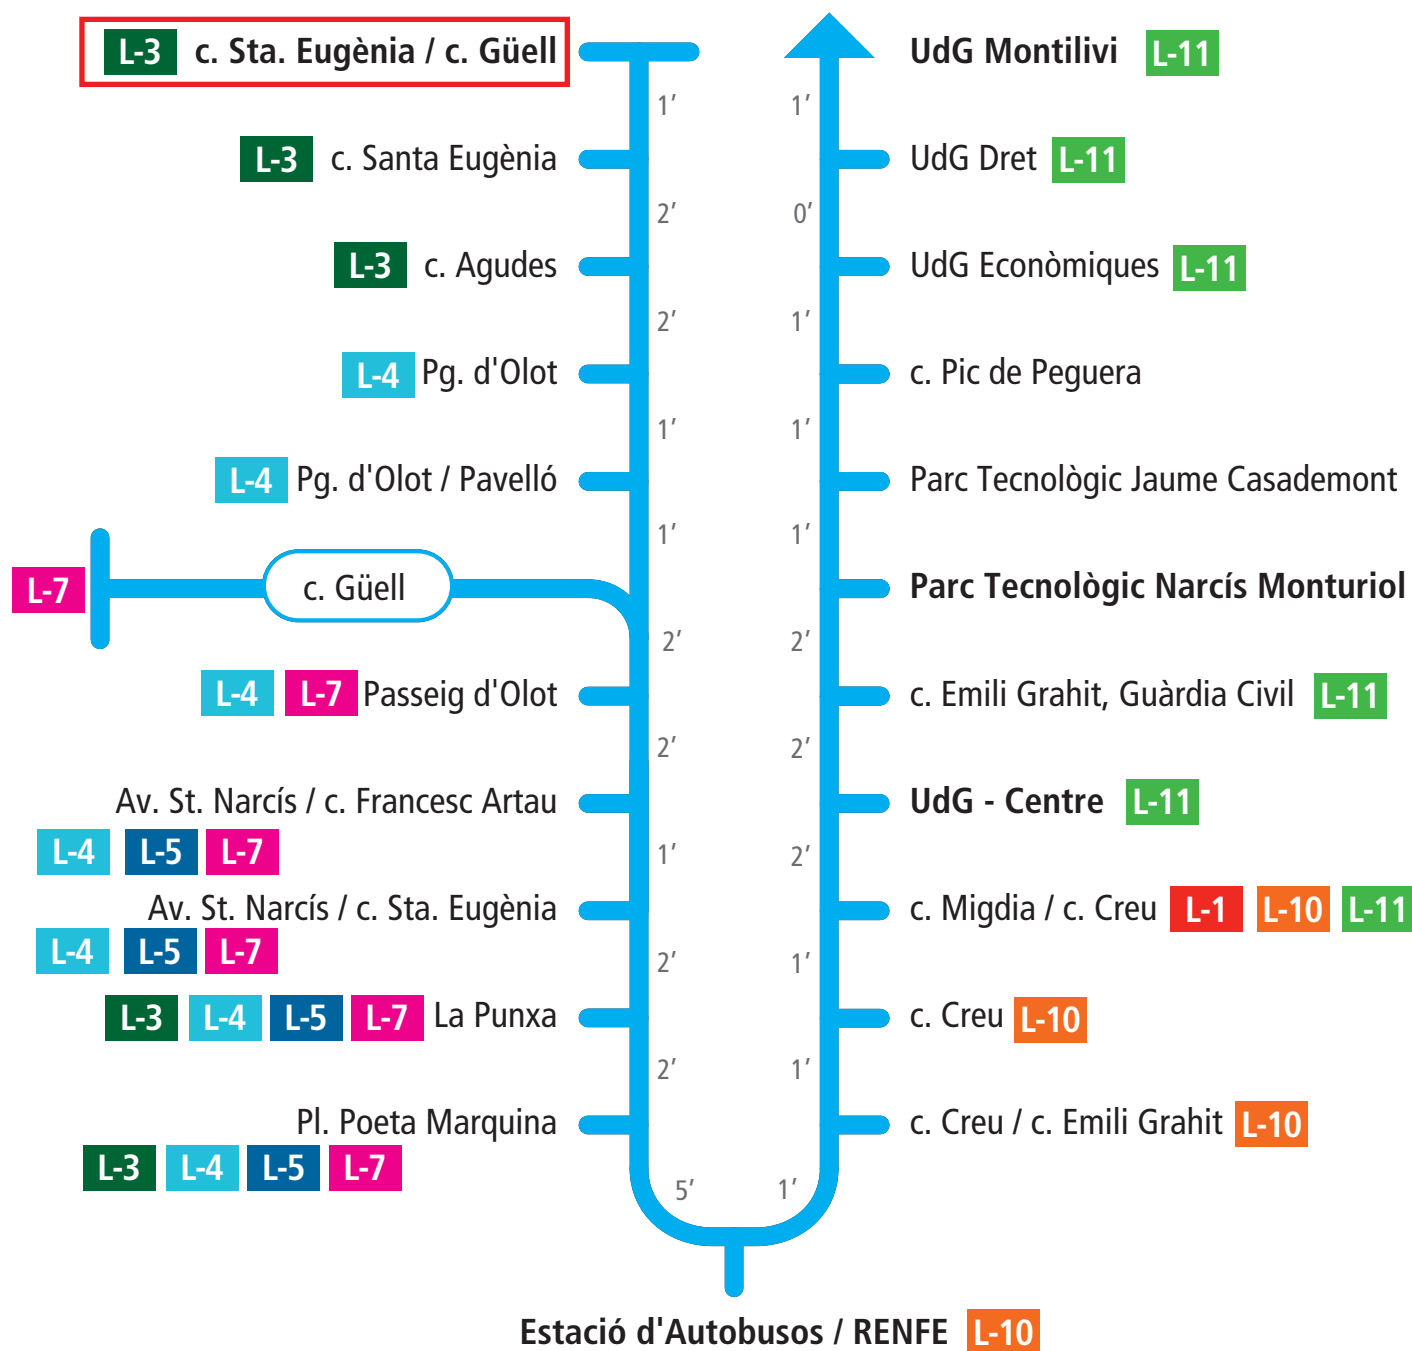 L-3 c. Sta. Eugènia / c. Güell
1’
L-3 c. Santa Eugènia
2’
L-3 c. Agudes
2’
L-4 Pg. d'Olot
1’
L-4 Pg. d'Olot / Pavelló
1’
L-7 c. Güell
2’
L-4 L-7 Passeig d'Olot
2’
Av. St. Narcís / c. Francesc Artau
L-4 L-5 L-7
1’
Av. St. Narcís / c. Sta. Eugènia
L-4 L-5 L-7
2’
L-3 L-4 L-5 L-7 La Punxa
2’
Pl. Poeta Marquina
L-3 L-4 L-5 L-7
5’
Estació d'Autobusos / RENFE L-10
UdG Montilivi L-11
1’
UdG Dret L-11
0’
UdG Econòmiques L-11
1’
c. Pic de Peguera
1’
Parc Tecnològic Jaume Casademont
1’
Parc Tecnològic Narcís Monturiol
2’
c. Emili Grahit, Guàrdia Civil L-11
2’
UdG - Centre L-11
2’
c. Migdia / c. Creu L-1 L-10 L-11
1’
c. Creu L-10
1’
c. Creu / c. Emili Grahit L-10
1’